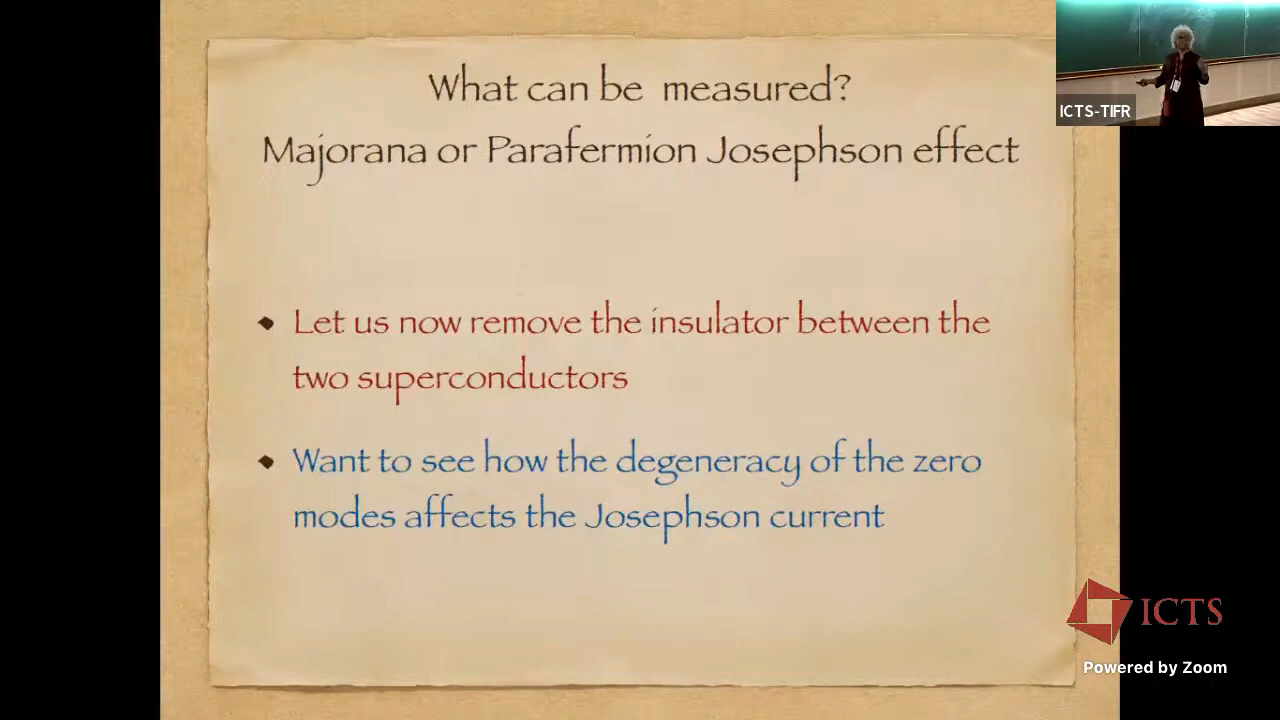 What can be measured?
Majorana or Parafermion Josephson effect
Let us now remove the insulator between the
two superconductors
Want to see how the degeneracy of the zero
modes affects the Josephson current
ICTS-TIFR
ICTS
Powered by Zoom